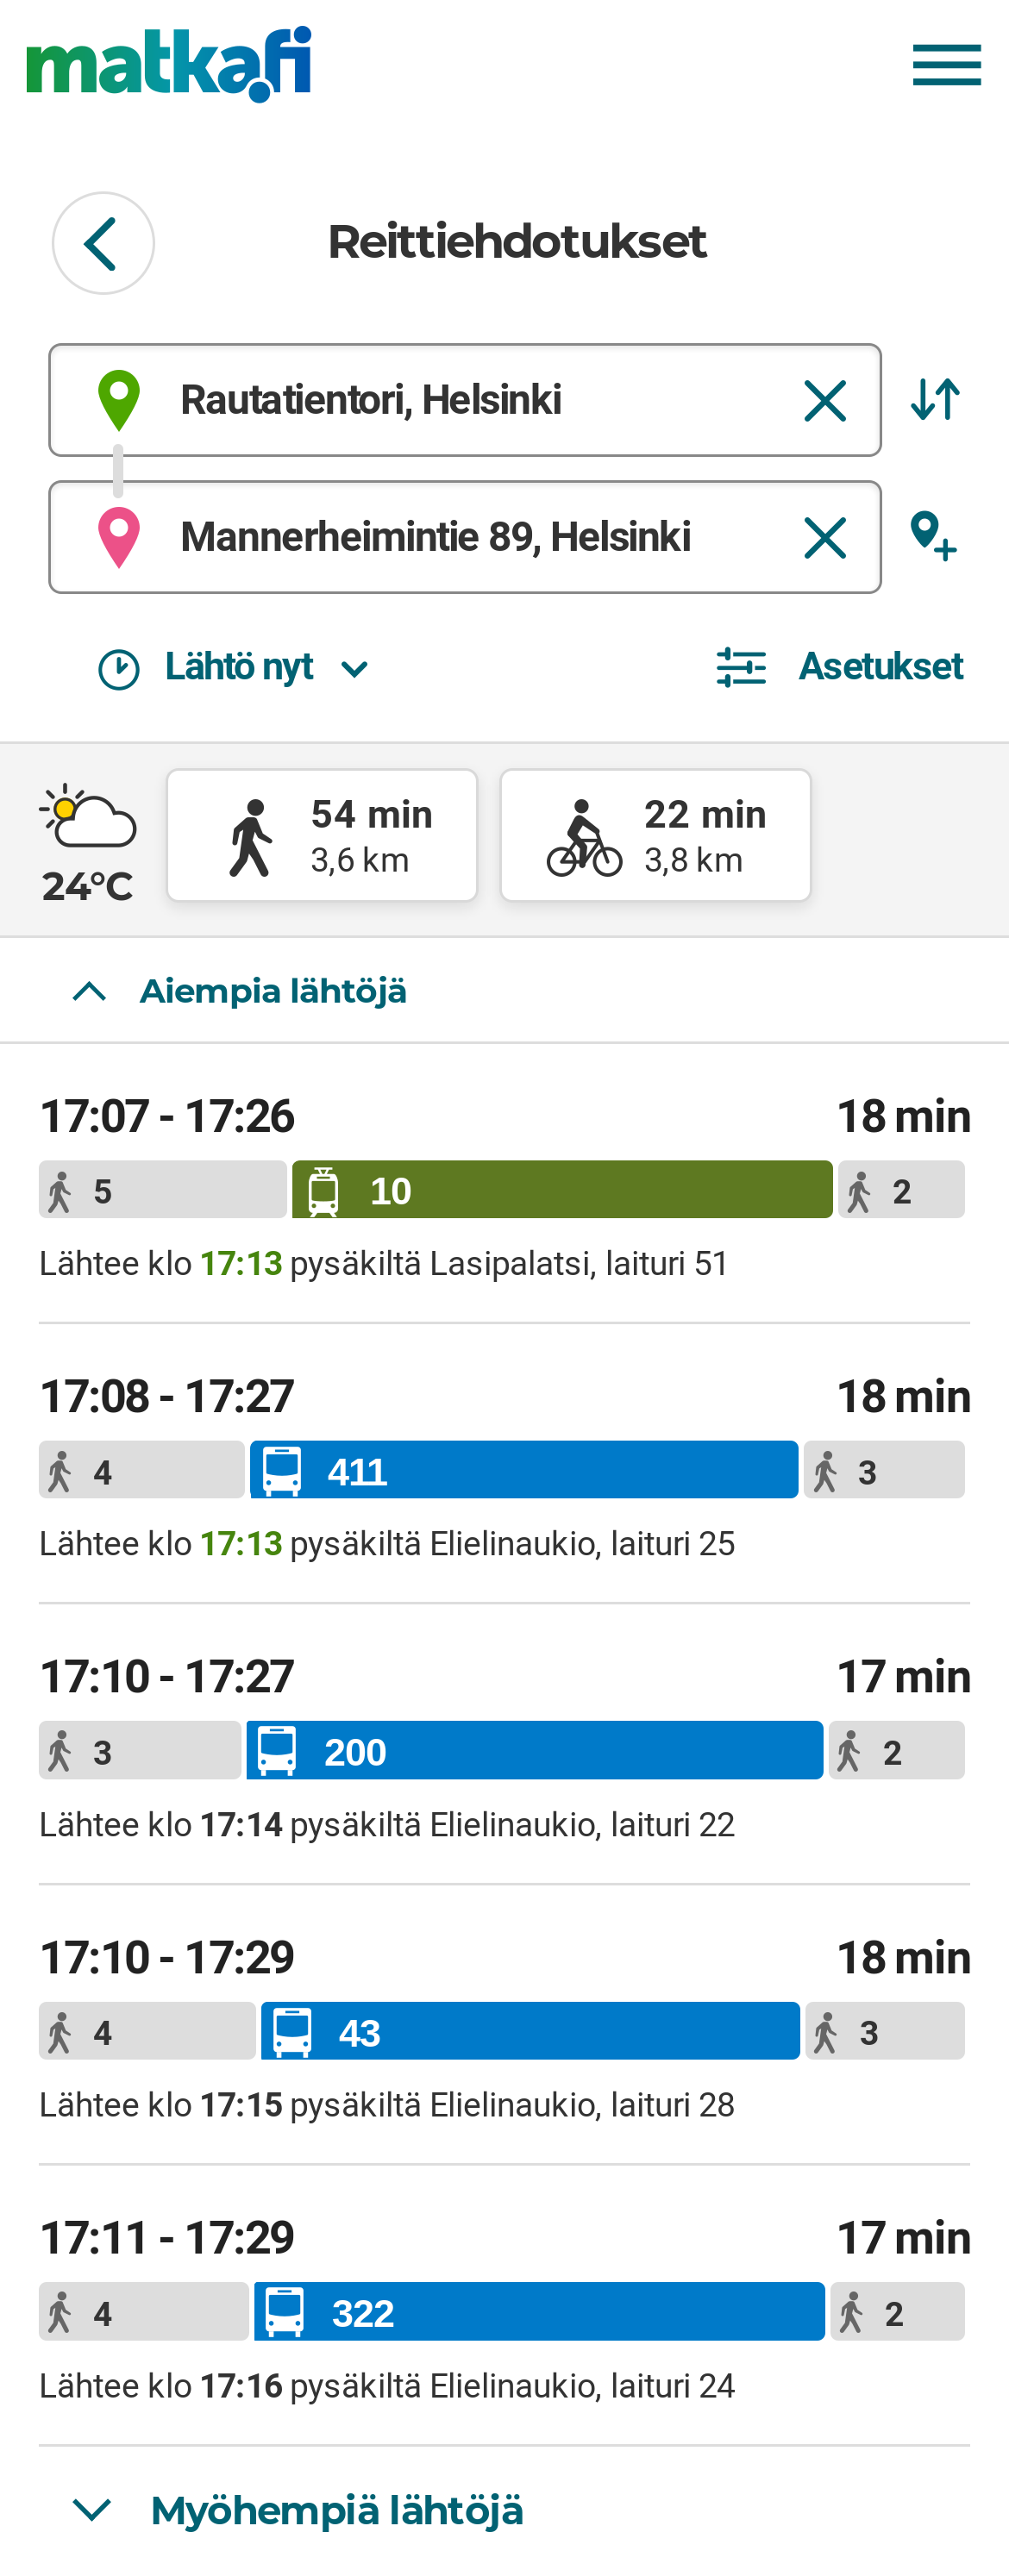 matka.fi
Reittiehdotukset
Rautatientori, Helsinki
Mannerheimintie 89, Helsinki
Lähtö nyt
Asetukset
24°C
54 min
3,6 km
22 min
3,8 km
Aiempia lähtöjä
17:07 - 17:26 18 min
5 10 2
Lähtee klo 17:13 pysäkiltä Lasipalatsi, laituri 51
17:08 - 17:27 18 min
4 411 3
Lähtee klo 17:13 pysäkiltä Elielinaukio, laituri 25
17:10 - 17:27 17 min
3 200 2
Lähtee klo 17:14 pysäkiltä Elielinaukio, laituri 22
17:10 - 17:29 18 min
4 43 3
Lähtee klo 17:15 pysäkiltä Elielinaukio, laituri 28
17:11 - 17:29 17 min
4 322 2
Lähtee klo 17:16 pysäkiltä Elielinaukio, laituri 24
Myöhempiä lähtöjä